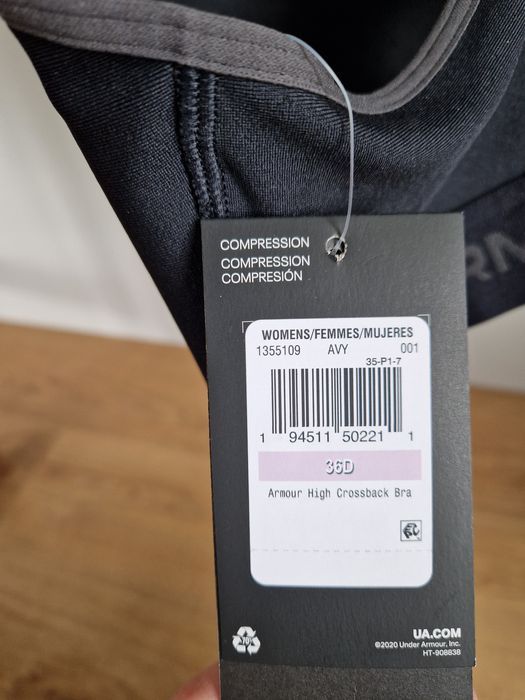 COMPRESSION
COMPRESSION
COMPRESIÓN
WOMENS/FEMMES/MUJERES
1355109 AVY 001
35-P1-7
1 94511 50221 1
36D
Armour High Crossback Bra
70%
UA.COM
©2020 Under Armour, Inc.
HT-908838